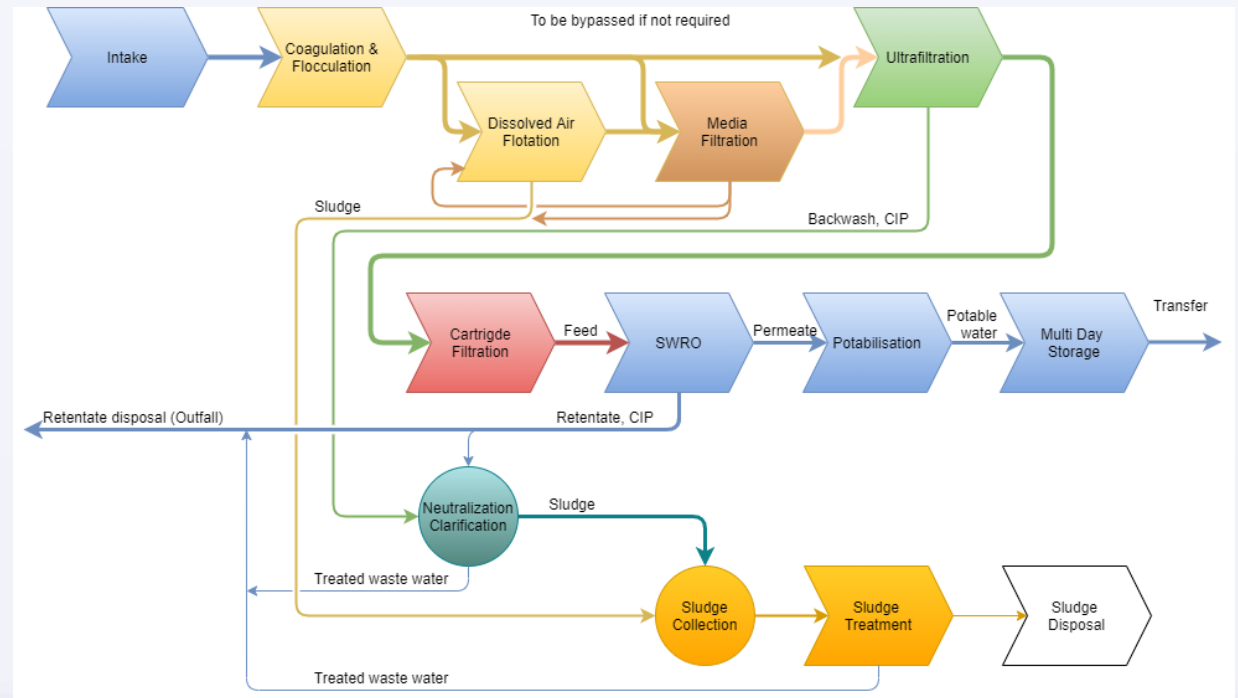 To be bypassed if not required
Intake
Coagulation &
Flocculation
Ultrafiltration
Dissolved Air
Flotation
Media
Filtration
Sludge
Backwash, CIP
Cartrigde
Filtration
Feed
SWRO
Permeate
Potabilisation
Potable
water
Multi Day
Storage
Transfer
Retentate disposal (Outfall)
Retentate, CIP
Neutralization
Clarification
Sludge
Treated waste water
Sludge
Collection
Sludge
Treatment
Sludge
Disposal
Treated waste water